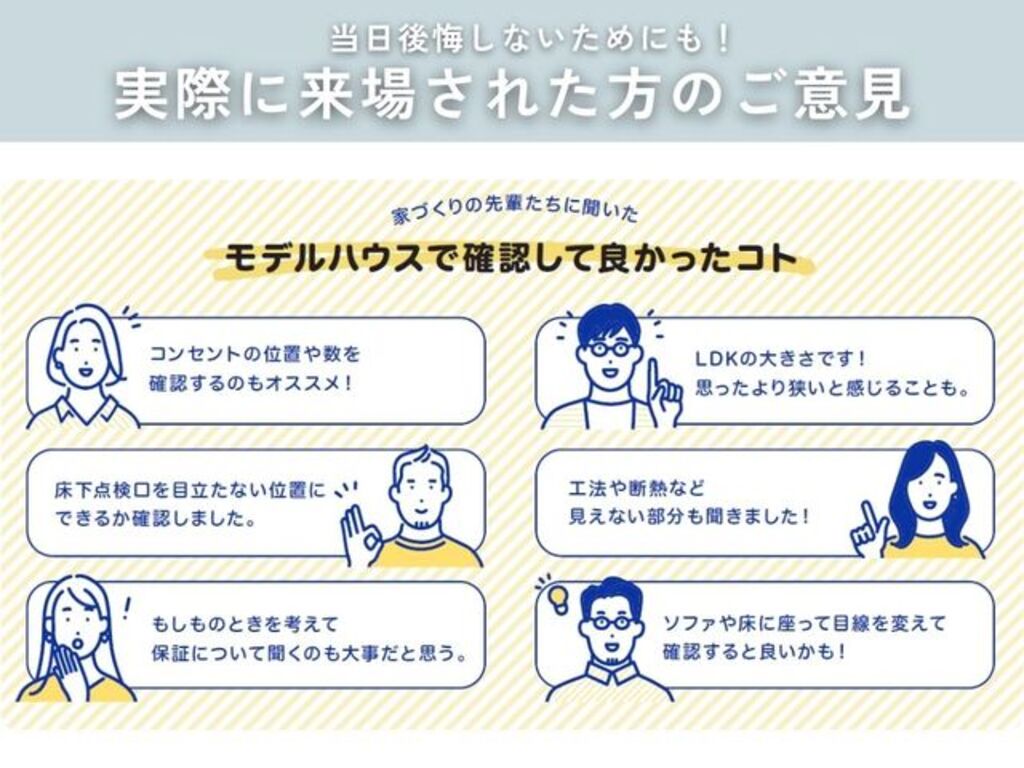 当日後悔しないためにも！
実際に来場された方のご意見
家づくりの先輩たちに聞いた
モデルハウスで確認して良かったコト
コンセントの位置や数を
確認するのもオススメ！
LDKの大きさです！
思ったより狭いと感じることも。
床下点検口を目立たない位置に
できるか確認しました。
工法や断熱など
見えない部分も聞きました！
もしものときを考えて
保証について聞くのも大事だと思う。
ソファや床に座って目線を変えて
確認すると良いかも！